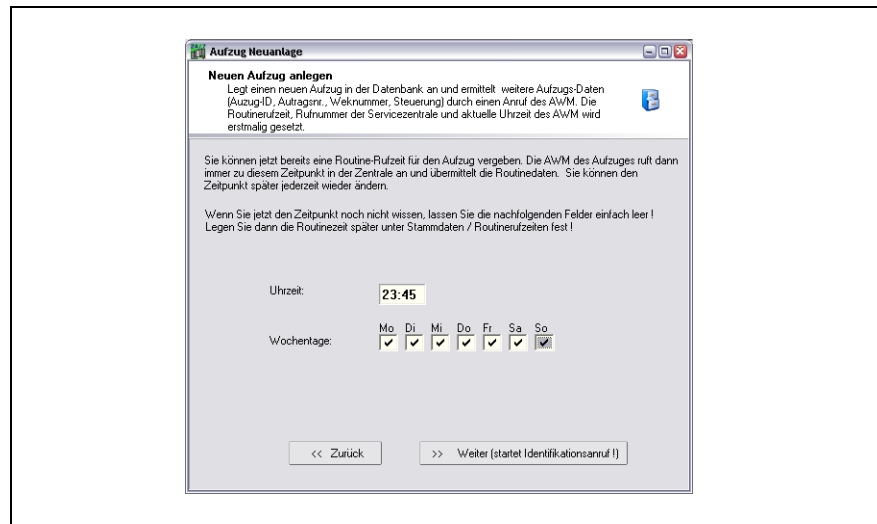 Aufzug Neuanlage
Neuen Aufzug anlegen
Legt einen neuen Aufzug in der Datenbank an und ermittelt weitere Aufzugs-Daten
(Auzug-ID, Autragsnr., Weknummer, Steuerung) durch einen Anruf des AWM. Die
Routinerufzeit, Rufnummer der Servicezentrale und aktuelle Uhrzeit des AWM wird
erstmalig gesetzt.
Sie können jetzt bereits eine Routine-Rufzeit für den Aufzug vergeben. Die AWM des Aufzuges ruft dann
immer zu diesem Zeitpunkt in der Zentrale an und übermittelt die Routinedaten. Sie können den
Zeitpunkt später jederzeit wieder ändern.
Wenn Sie jetzt den Zeitpunkt noch nicht wissen, lassen Sie die nachfolgenden Felder einfach leer !
Legen Sie dann die Routinezeit später unter Stammdaten / Routinerufzeiten fest !
Uhrzeit: 23:45
Mo Di Mi Do Fr Sa So
Wochentage:
<< Zurück >> Weiter (startet Identifikationsanruf !)